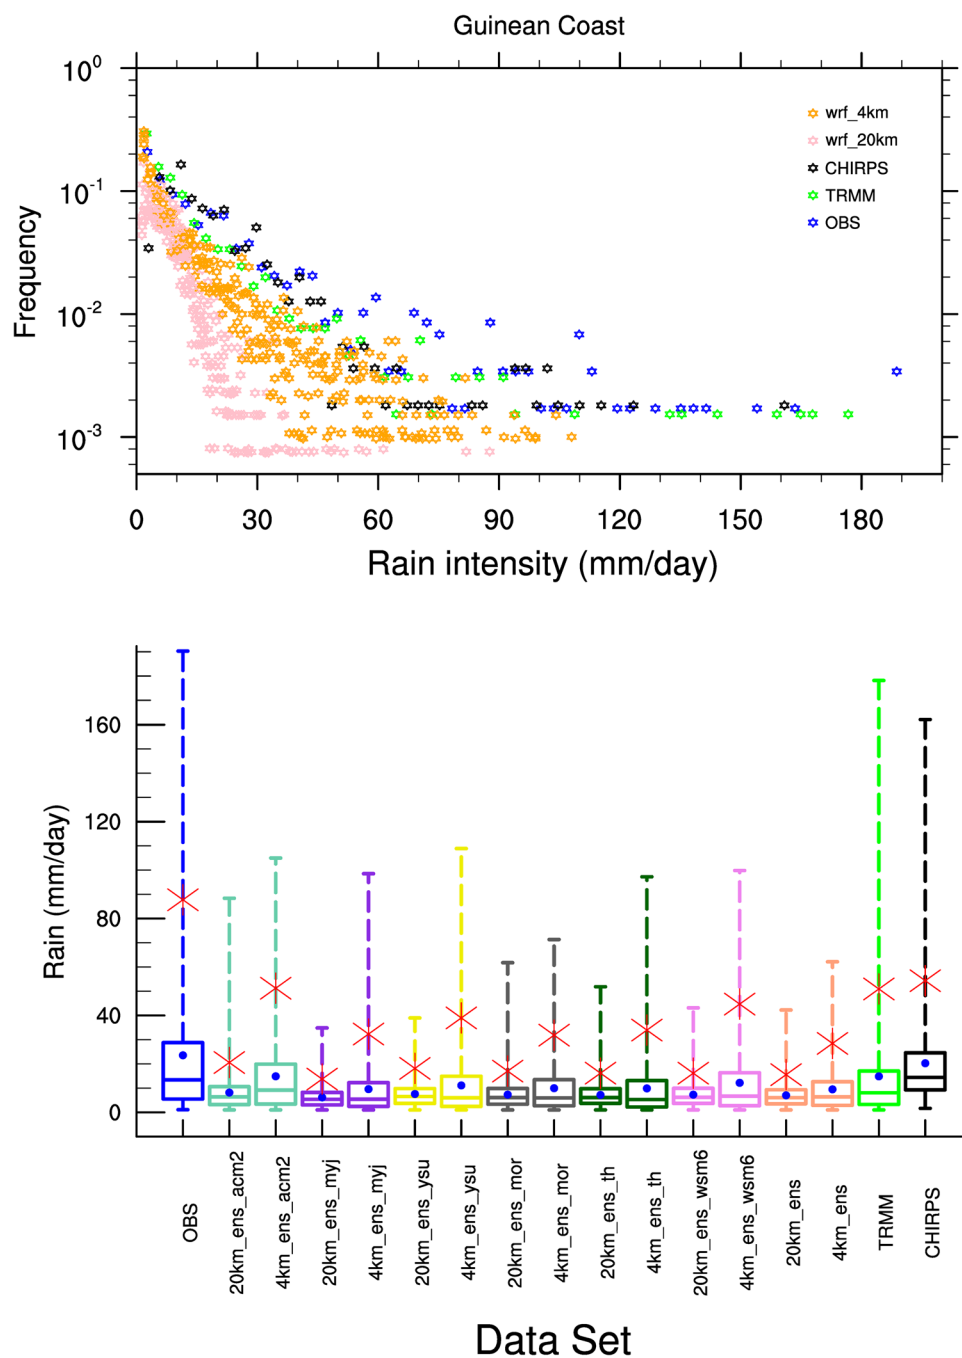 Guinean Coast
10^0
10^-1
10^-2
10^-3
Frequency
wrf_4km
wrf_20km
CHIRPS
TRMM
OBS
0 30 60 90 120 150 180
Rain intensity (mm/day)
160
120
80
40
0
Rain (mm/day)
OBS
20km_ens_acm2
4km_ens_acm2
20km_ens_myj
4km_ens_myj
20km_ens_ysu
4km_ens_ysu
20km_ens_mor
4km_ens_mor
20km_ens_th
4km_ens_th
20km_ens_wsm6
4km_ens_wsm6
20km_ens
4km_ens
TRMM
CHIRPS
Data Set